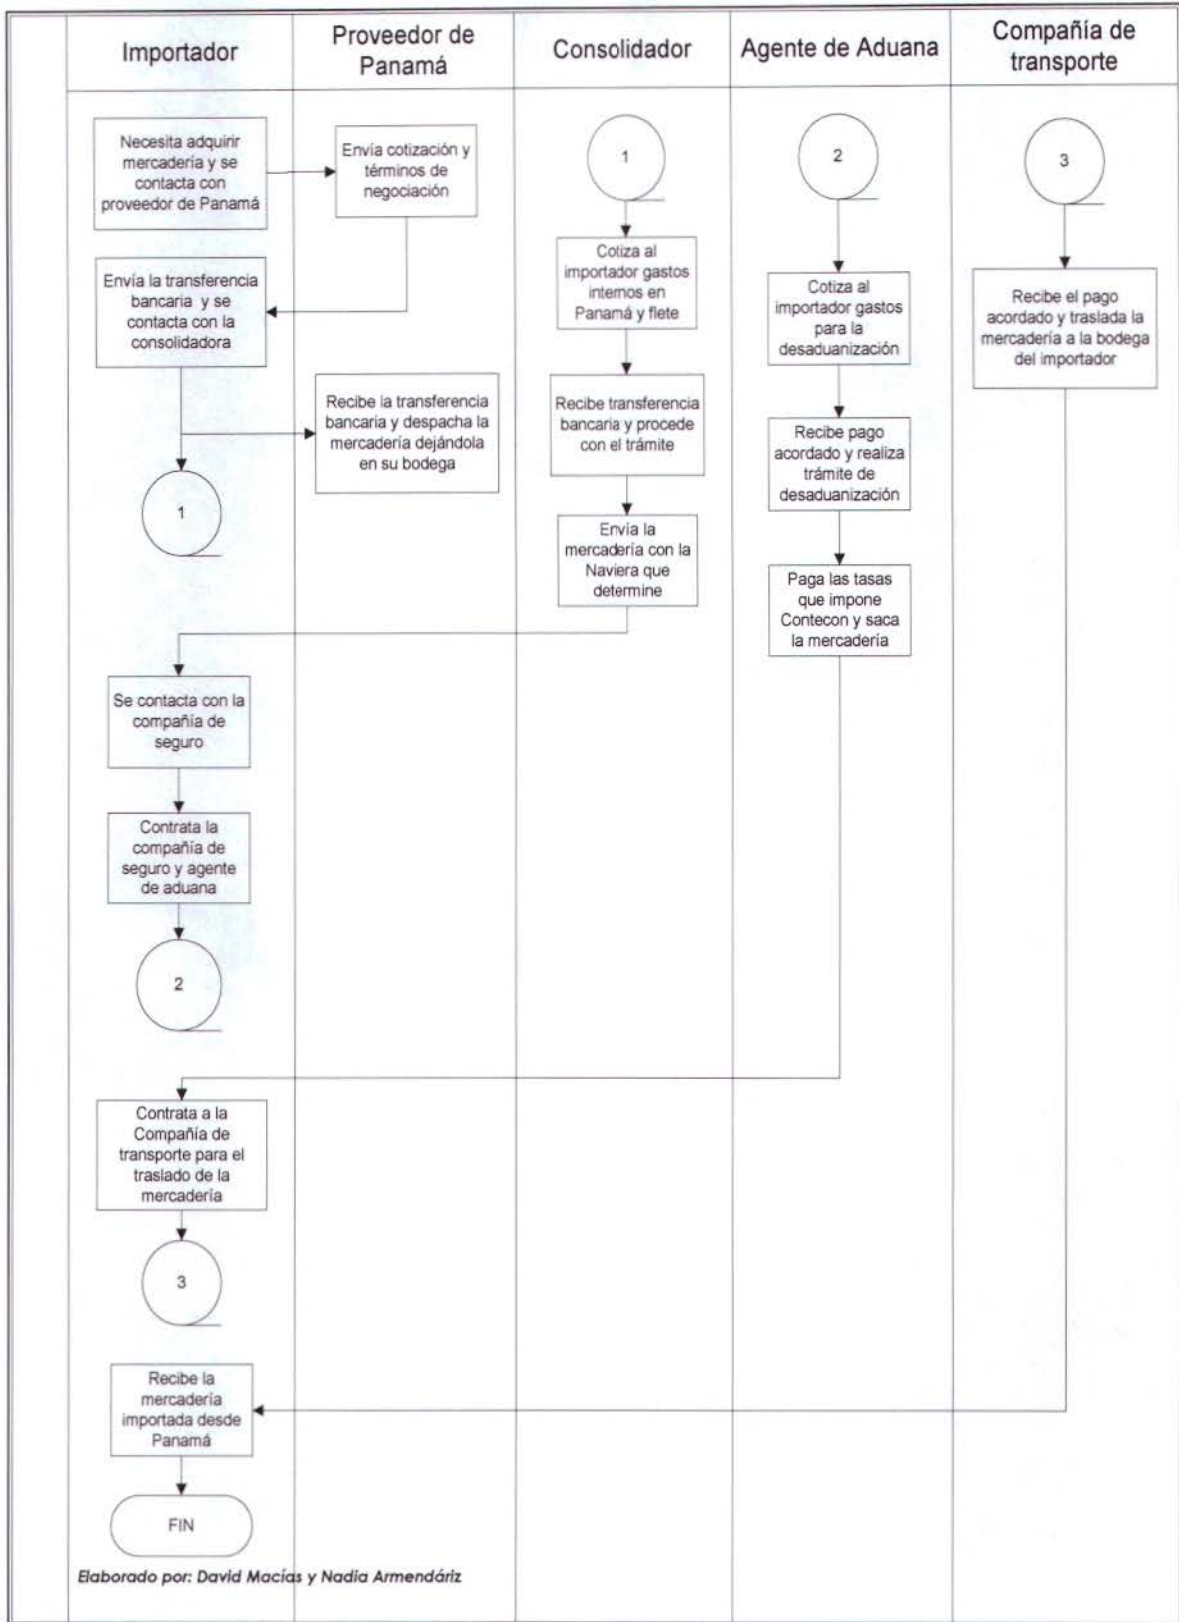 Importador
Proveedor de
Panamá
Consolidador
Agente de Aduana
Compañía de
transporte
Necesita adquirir
mercadería y se
contacta con
proveedor de Panamá
Envía cotización y
términos de
negociación
1
2
3
Envía la transferencia
bancaria y se
contacta con la
consolidadora
Cotiza al
importador gastos
internos en
Panamá y flete
Cotiza al
importador gastos
para la
desaduanización
Recibe el pago
acordado y traslada la
mercadería a la bodega
del importador
Recibe la transferencia
bancaria y despacha la
mercadería dejándola
en su bodega
Recibe transferencia
bancaria y procede
con el trámite
Recibe pago
acordado y realiza
trámite de
desaduanización
1
Envía la
mercadería con la
Naviera que
determine
Paga las tasas
que impone
Contecon y saca
la mercadería
Se contacta con la
compañía de
seguro
Contrata la
compañía de
seguro y agente
de aduana
2
Contrata a la
Compañía de
transporte para el
traslado de la
mercadería
3
Recibe la
mercadería
importada desde
Panamá
FIN
Elaborado por: David Macías y Nadia Armendáriz